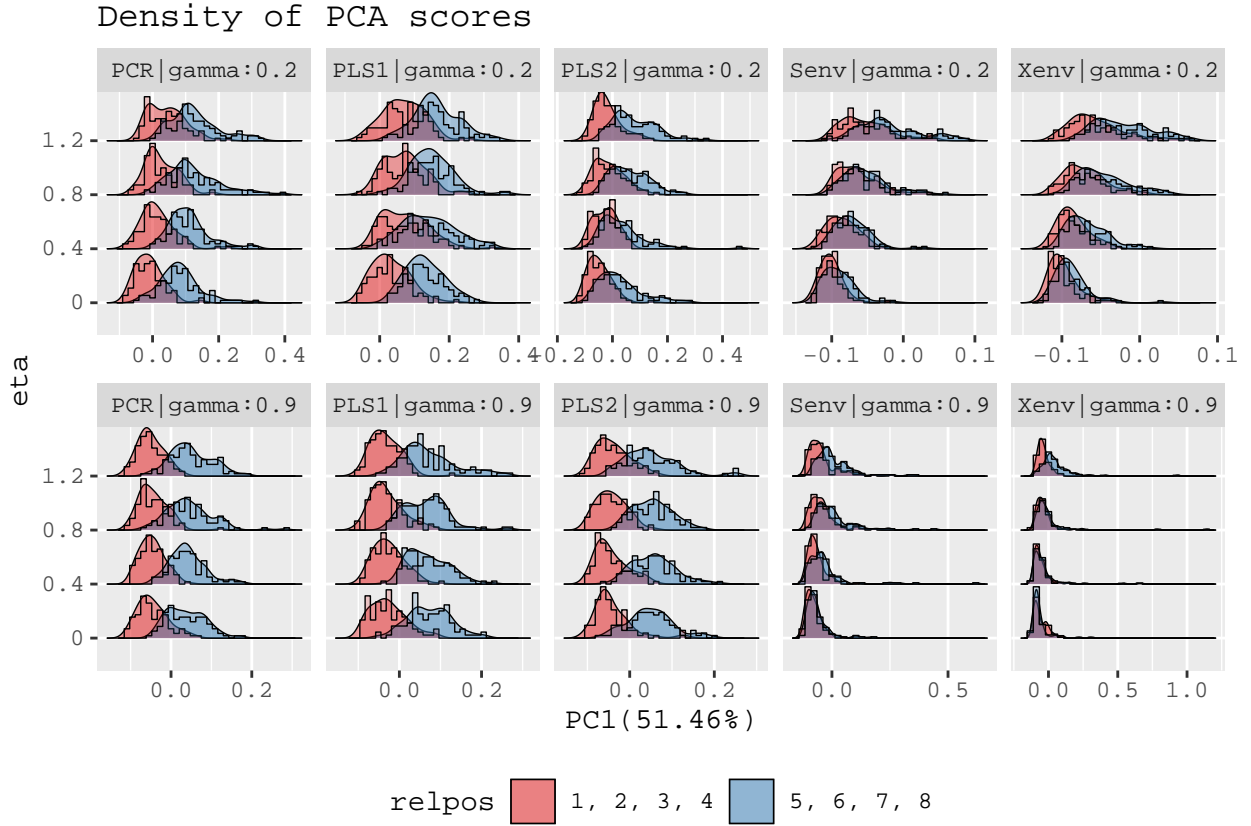 Density of PCA scores
PCR|gamma:0.2 PLS1|gamma:0.2 PLS2|gamma:0.2 Senv|gamma:0.2 Xenv|gamma:0.2
1.2
0.8
0.4
0
0.0 0.2 0.4 0.0 0.2 0.4 -0.2 0.0 0.2 0.4 -0.1 0.0 0.1 -0.1 0.0 0.1
eta
PCR|gamma:0.9 PLS1|gamma:0.9 PLS2|gamma:0.9 Senv|gamma:0.9 Xenv|gamma:0.9
1.2
0.8
0.4
0
0.0 0.2 0.0 0.2 0.0 0.2 0.0 0.5 0.0 0.5 1.0
PC1(51.46%)
relpos 1, 2, 3, 4 5, 6, 7, 8